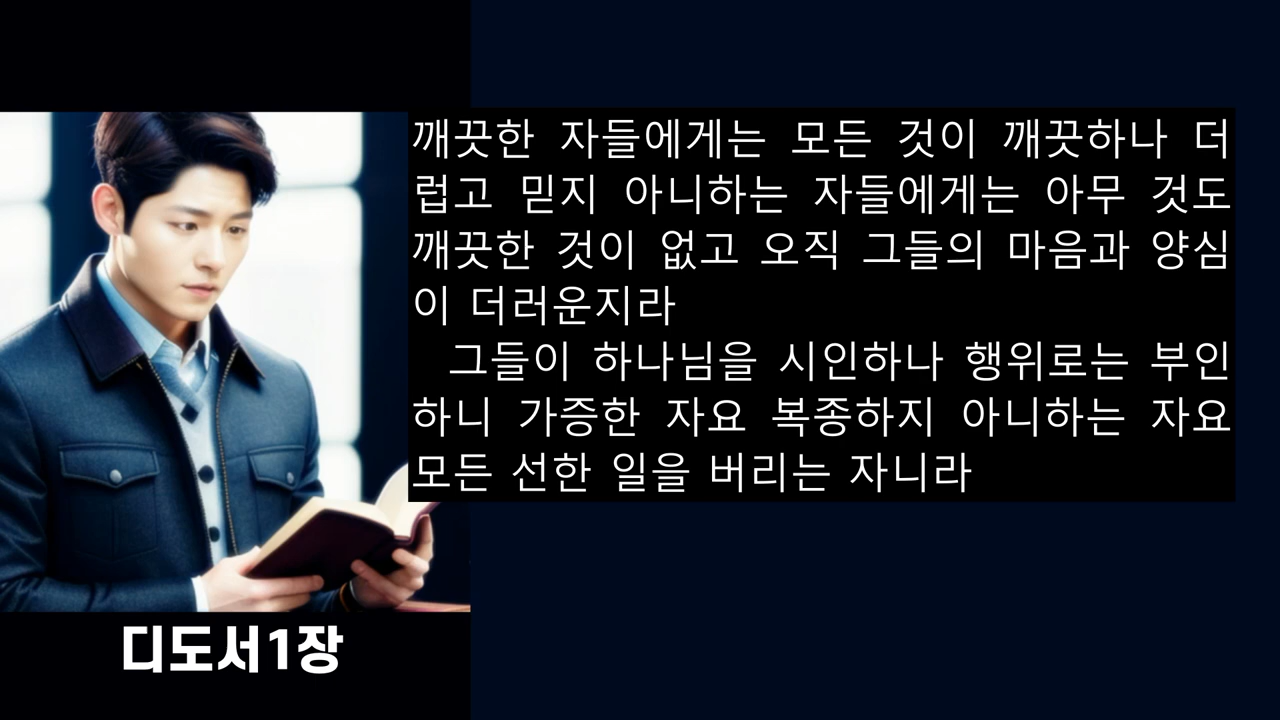 깨끗한 자들에게는 모든 것이 깨끗하나 더
럽고 믿지 아니하는 자들에게는 아무 것도
깨끗한 것이 없고 오직 그들의 마음과 양심
이 더러운지라
그들이 하나님을 시인하나 행위로는 부인
하니 가증한 자요 복종하지 아니하는 자요
모든 선한 일을 버리는 자니라
디도서1장